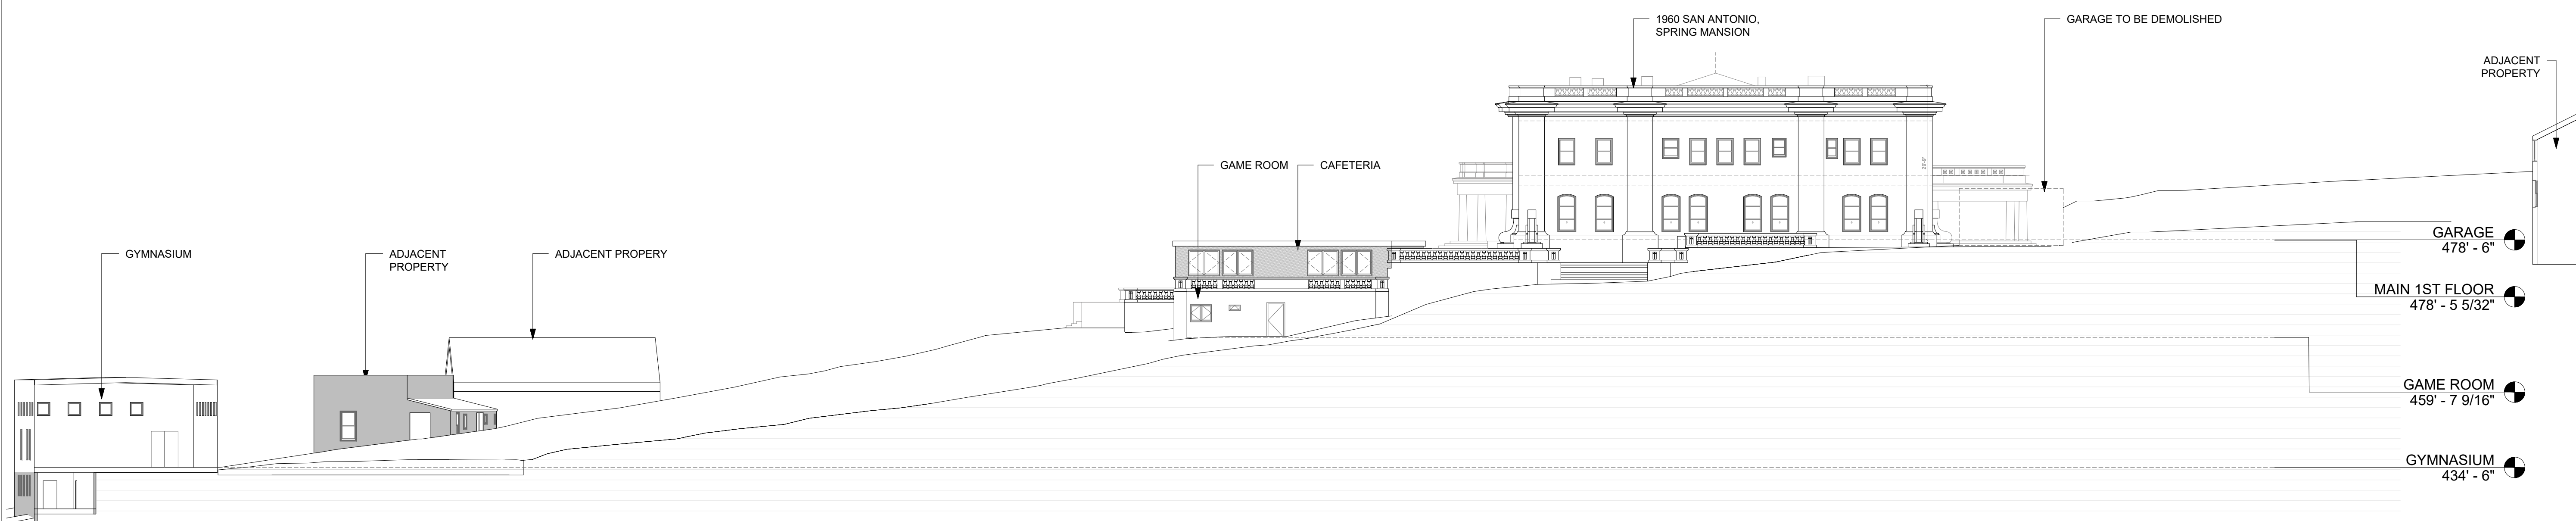 1960 SAN ANTONIO,
SPRING MANSION
GARAGE TO BE DEMOLISHED
ADJACENT
PROPERTY
GAME ROOM
CAFETERIA
GYMNASIUM
ADJACENT
PROPERTY
ADJACENT PROPERY
GARAGE
478' - 6"
MAIN 1ST FLOOR
478' - 5 5/32"
GAME ROOM
459' - 7 9/16"
GYMNASIUM
434' - 6"